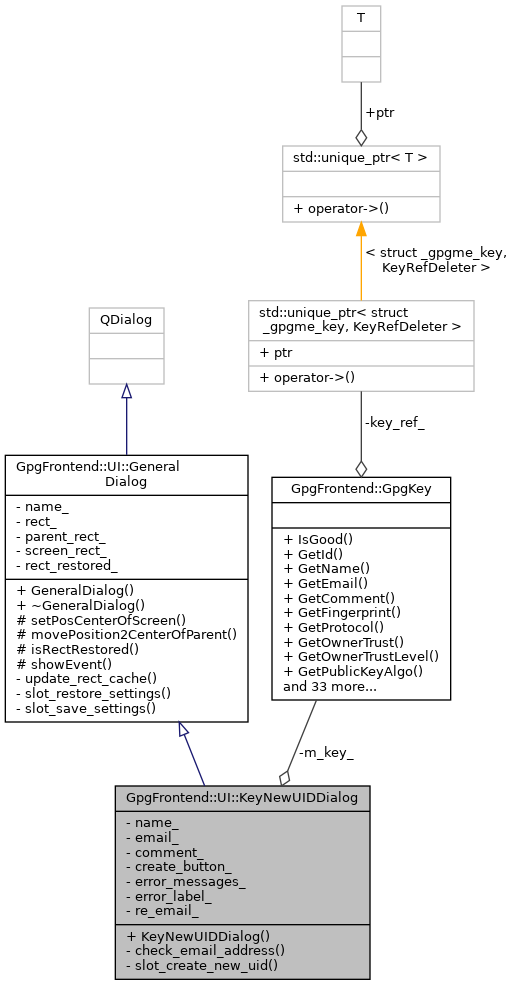 T
+ptr
std::unique_ptr< T >
+ operator->()
< struct _gpgme_key,
KeyRefDeleter >
std::unique_ptr< struct
_gpgme_key, KeyRefDeleter >
+ ptr
+ operator->()
QDialog
-key_ref_
GpgFrontend::UI::General
Dialog
- name_
- rect_
- parent_rect_
- screen_rect_
- rect_restored_
+ GeneralDialog()
+ ~GeneralDialog()
# setPosCenterOfScreen()
# movePosition2CenterOfParent()
# isRectRestored()
# showEvent()
- update_rect_cache()
- slot_restore_settings()
- slot_save_settings()
GpgFrontend::GpgKey
+ IsGood()
+ GetId()
+ GetName()
+ GetEmail()
+ GetComment()
+ GetFingerprint()
+ GetProtocol()
+ GetOwnerTrust()
+ GetOwnerTrustLevel()
+ GetPublicKeyAlgo()
and 33 more...
-m_key_
GpgFrontend::UI::KeyNewUIDDialog
- name_
- email_
- comment_
- create_button_
- error_messages_
- error_label_
- re_email_
+ KeyNewUIDDialog()
- check_email_address()
- slot_create_new_uid()